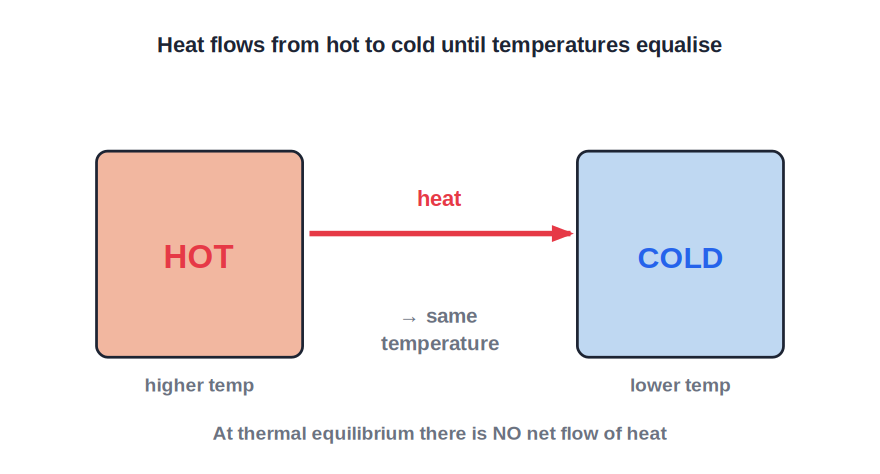 Heat flows from hot to cold until temperatures equalise
heat
HOT
COLD
→ same
temperature
higher temp
lower temp
At thermal equilibrium there is NO net flow of heat